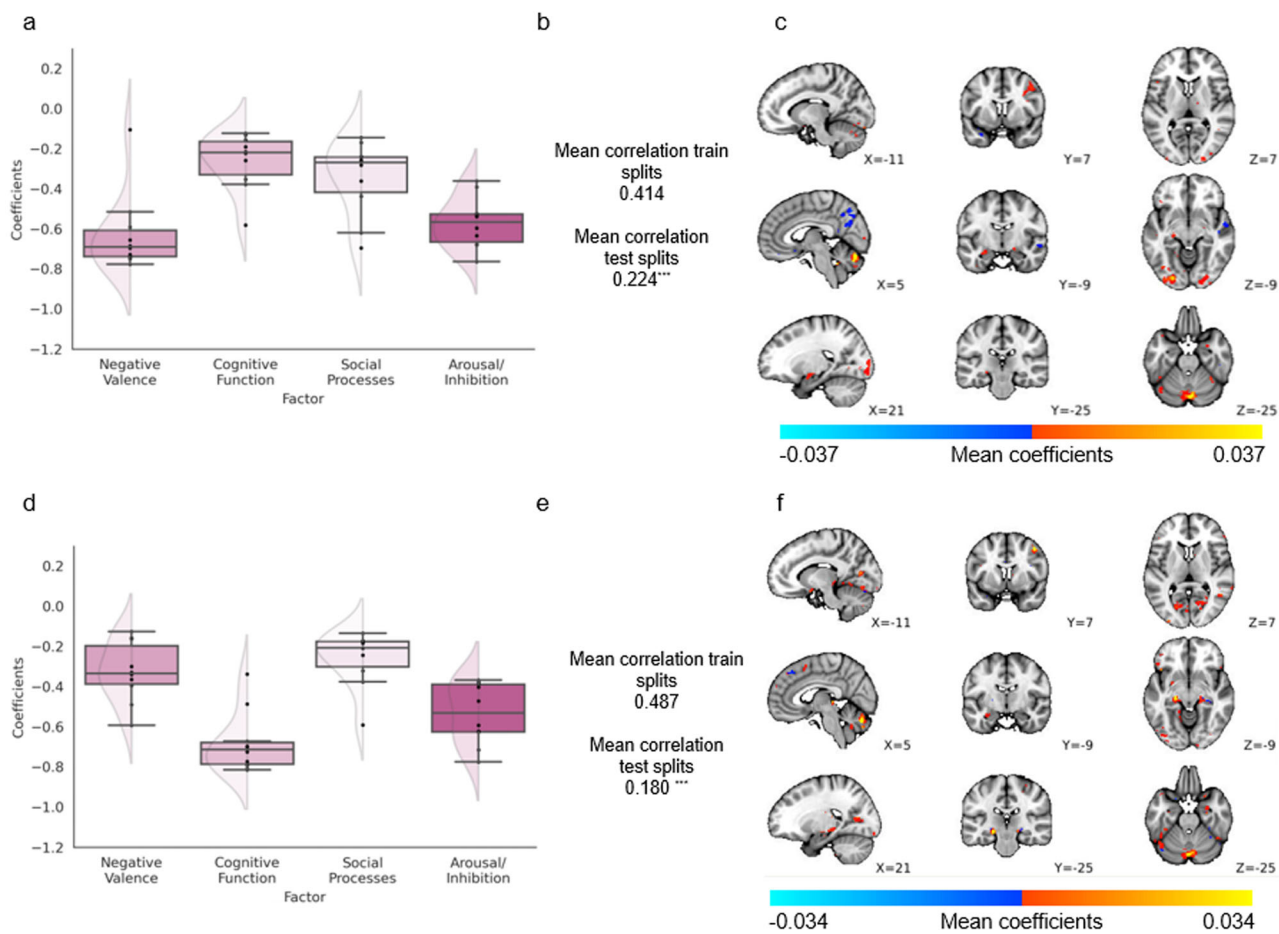 a
0.2
0.0
−0.2
−0.4
−0.6
−0.8
−1.0
−1.2
Coefficients
Negative
Valence
Cognitive
Function
Social
Processes
Arousal/
Inhibition
Factor
b
Mean correlation train
splits
0.414
Mean correlation
test splits
0.224***
c
X=-11
Y=7
Z=7
X=5
Y=-9
Z=-9
X=21
Y=-25
Z=-25
-0.037
Mean coefficients
0.037
d
0.2
0.0
−0.2
−0.4
−0.6
−0.8
−1.0
−1.2
Coefficients
Negative
Valence
Cognitive
Function
Social
Processes
Arousal/
Inhibition
Factor
e
Mean correlation train
splits
0.487
Mean correlation
test splits
0.180 ***
f
X=-11
Y=7
Z=7
X=5
Y=-9
Z=-9
X=21
Y=-25
Z=-25
-0.034
Mean coefficients
0.034